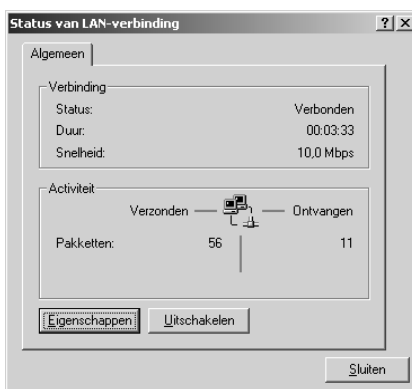 Status van LAN-verbinding
Algemeen
Verbinding
Status: Verbonden
Duur: 00:03:33
Snelheid: 10,0 Mbps
Activiteit
Verzonden — — Ontvangen
Pakketten: 56 11
Eigenschappen Uitschakelen
Sluiten